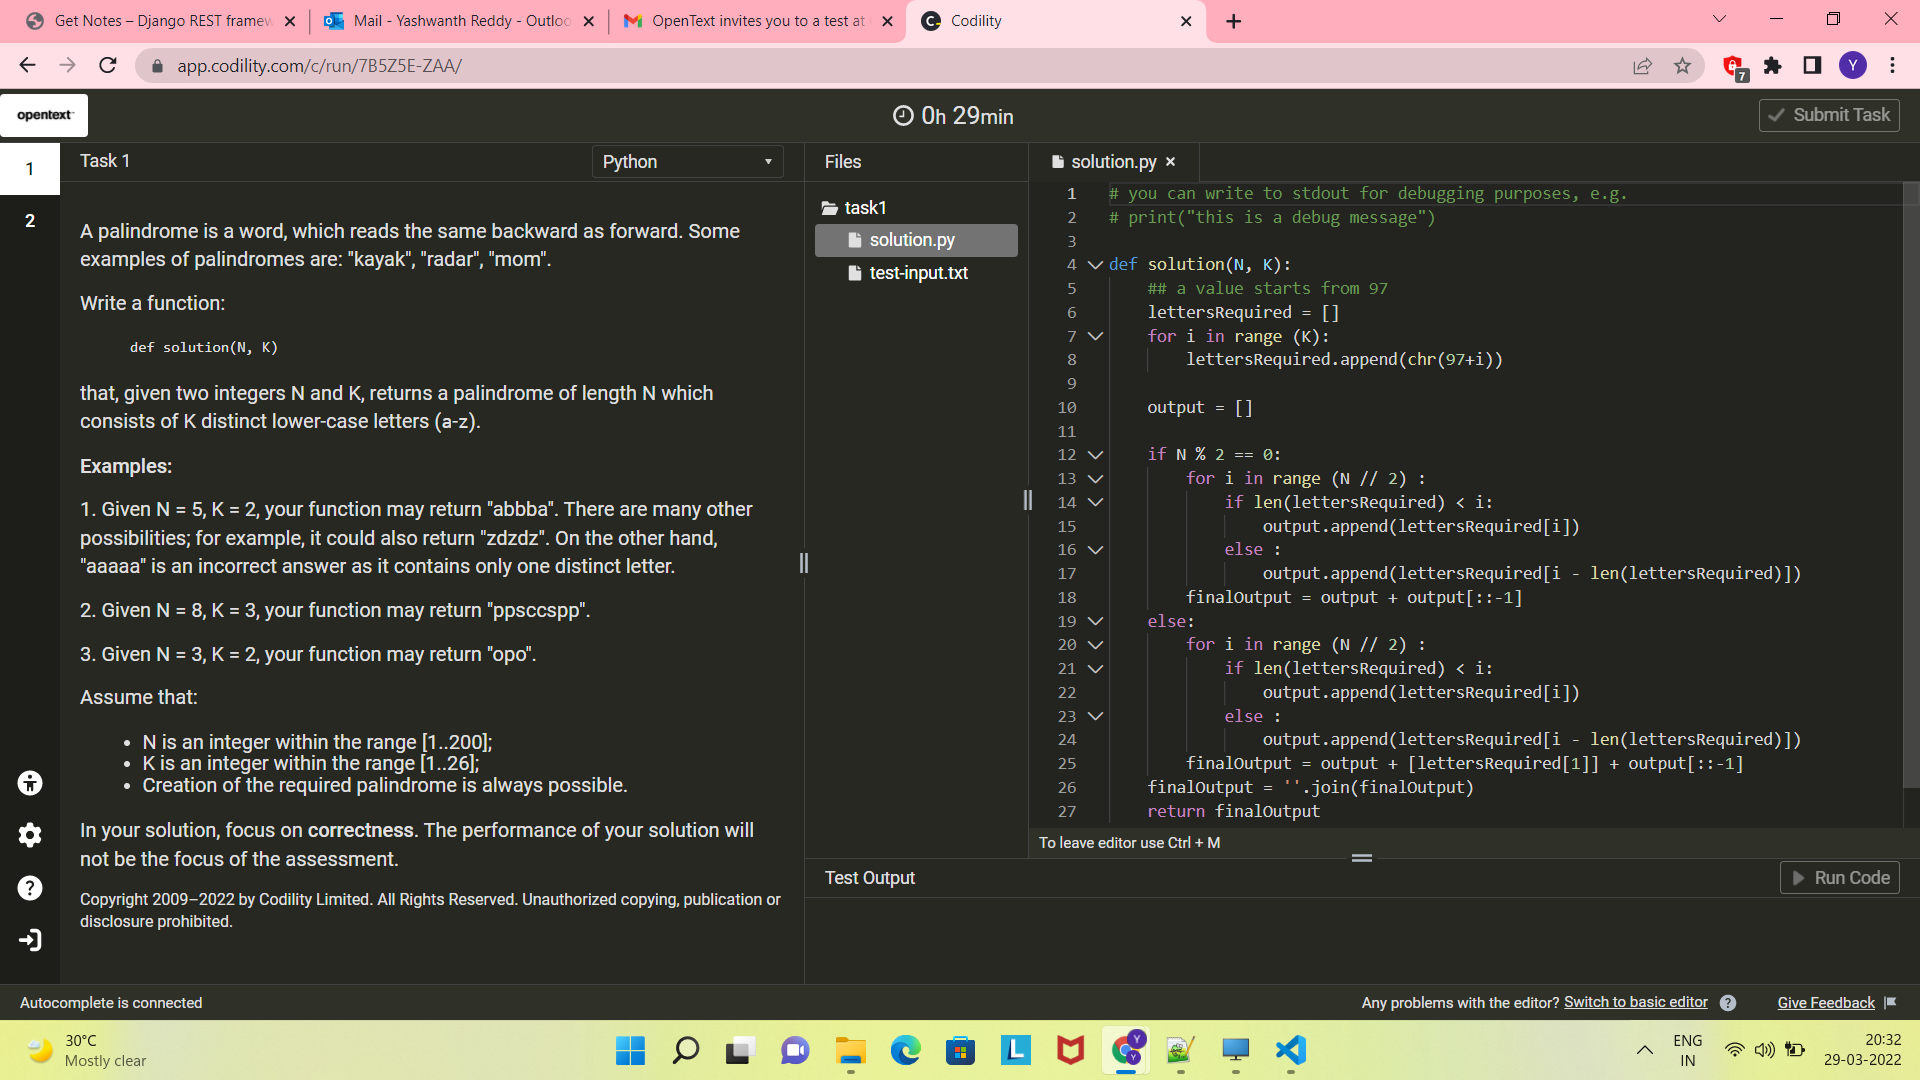 Get Notes – Django REST framew
Mail - Yashwanth Reddy - Outloo
OpenText invites you to a test at
Codility
app.codility.com/c/run/7B5Z5E-ZAA/
7
Y
opentext™
0h 29min
Submit Task
1
2
Task 1
Python
A palindrome is a word, which reads the same backward as forward. Some
examples of palindromes are: "kayak", "radar", "mom".
Write a function:
def solution(N, K)
that, given two integers N and K, returns a palindrome of length N which
consists of K distinct lower-case letters (a-z).
Examples:
1. Given N = 5, K = 2, your function may return "abbba". There are many other
possibilities; for example, it could also return "zdzdz". On the other hand,
"aaaaa" is an incorrect answer as it contains only one distinct letter.
2. Given N = 8, K = 3, your function may return "ppsccspp".
3. Given N = 3, K = 2, your function may return "opo".
Assume that:
• N is an integer within the range [1..200];
• K is an integer within the range [1..26];
• Creation of the required palindrome is always possible.
In your solution, focus on correctness. The performance of your solution will
not be the focus of the assessment.
Copyright 2009–2022 by Codility Limited. All Rights Reserved. Unauthorized copying, publication or
disclosure prohibited.
Files
task1
solution.py
test-input.txt
solution.py
1 # you can write to stdout for debugging purposes, e.g.
2 # print("this is a debug message")
3
4 def solution(N, K):
5     ## a value starts from 97
6     lettersRequired = []
7     for i in range (K):
8         lettersRequired.append(chr(97+i))
9
10     output = []
11
12     if N % 2 == 0:
13         for i in range (N // 2) :
14             if len(lettersRequired) < i:
15                 output.append(lettersRequired[i])
16             else :
17                 output.append(lettersRequired[i - len(lettersRequired)])
18         finalOutput = output + output[::-1]
19     else:
20         for i in range (N // 2) :
21             if len(lettersRequired) < i:
22                 output.append(lettersRequired[i])
23             else :
24                 output.append(lettersRequired[i - len(lettersRequired)])
25         finalOutput = output + [lettersRequired[1]] + output[::-1]
26     finalOutput = ''.join(finalOutput)
27     return finalOutput
To leave editor use Ctrl + M
Test Output
Run Code
Autocomplete is connected
Any problems with the editor? Switch to basic editor
Give Feedback
30°C
Mostly clear
ENG
IN
20:32
29-03-2022